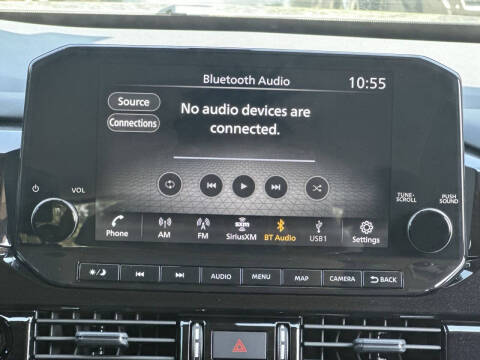 Bluetooth Audio
10:55
Source
Connections
No audio devices are
connected.
VOL
TUNE·
SCROLL
PUSH
SOUND
Phone
AM
FM
SiriusXM
BT Audio
USB1
Settings
AUDIO
MENU
MAP
CAMERA
BACK